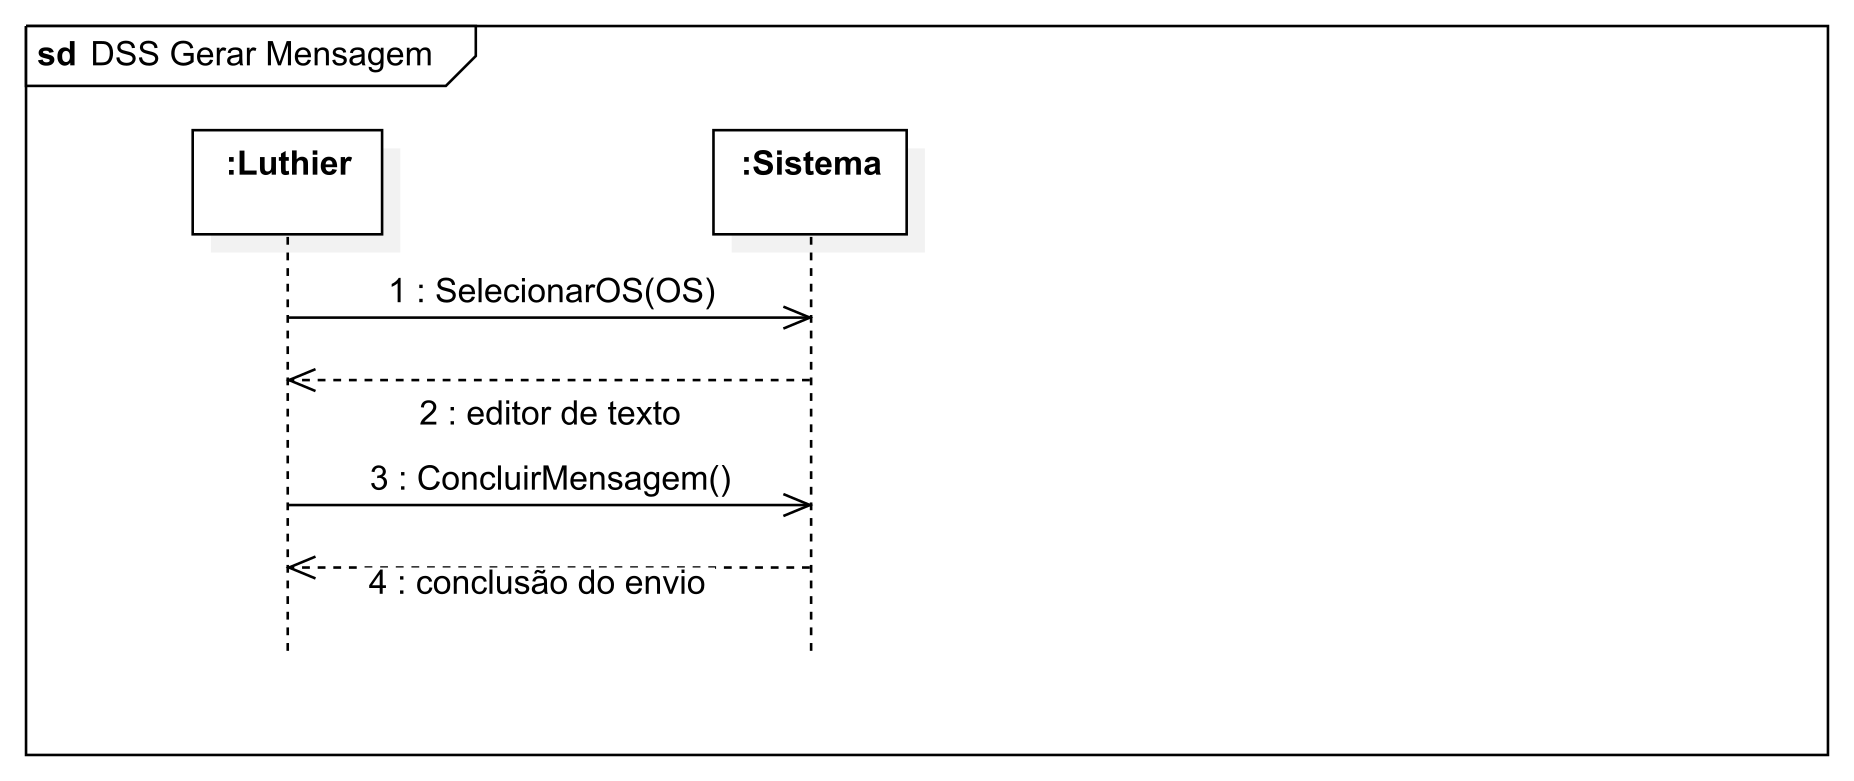 sd DSS Gerar Mensagem
:Luthier
:Sistema
1 : SelecionarOS(OS)
2 : editor de texto
3 : ConcluirMensagem()
4 : conclusão do envio